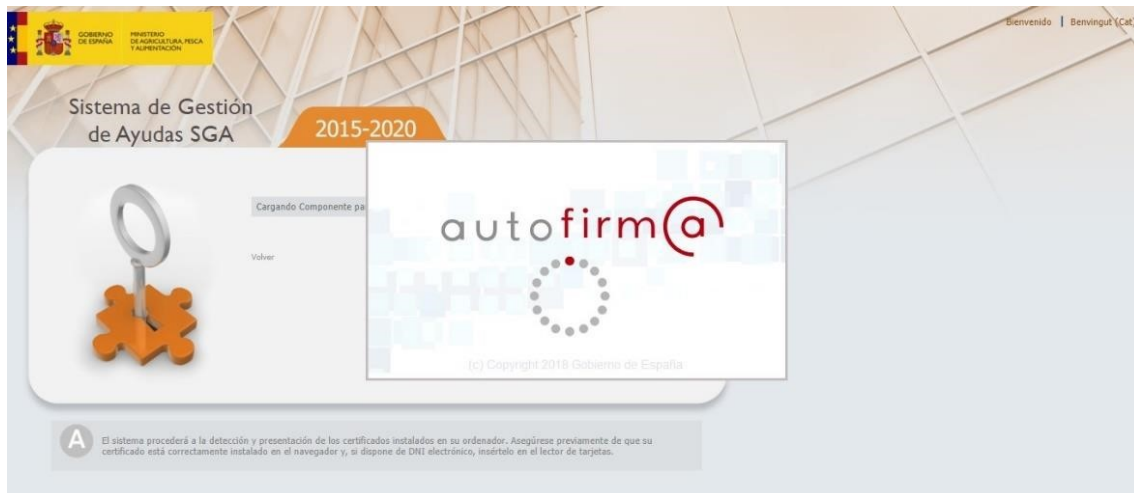 GOBIERNO
DE ESPAÑA
MINISTERIO
DE AGRICULTURA, PESCA
Y ALIMENTACIÓN
Bienvenido | Benvingut (Cat)
Sistema de Gestión
de Ayudas SGA
2015-2020
Cargando Componente pa
Volver
autofirm@
(c) Copyright 2018 Gobierno de España
A
El sistema procederá a la detección y presentación de los certificados instalados en su ordenador. Asegúrese previamente de que su
certificado está correctamente instalado en el navegador y, si dispone de DNI electrónico, insértelo en el lector de tarjetas.